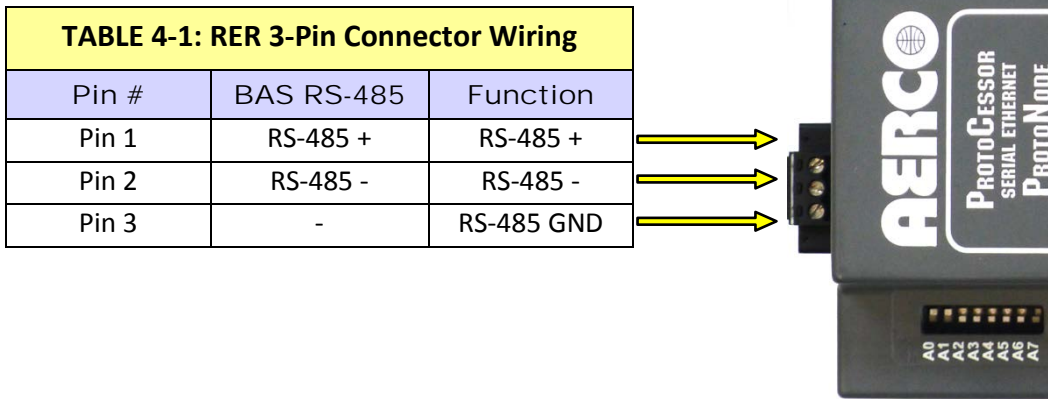 TABLE 4-1: RER 3-Pin Connector Wiring
Pin # BAS RS-485 Function
Pin 1 RS-485 + RS-485 +
Pin 2 RS-485 - RS-485 -
Pin 3 - RS-485 GND
AERCO
PROTOCESSOR
SERIAL ETHERNET
PROTONODE
A0
A1
A2
A3
A4
A5
A6
A7